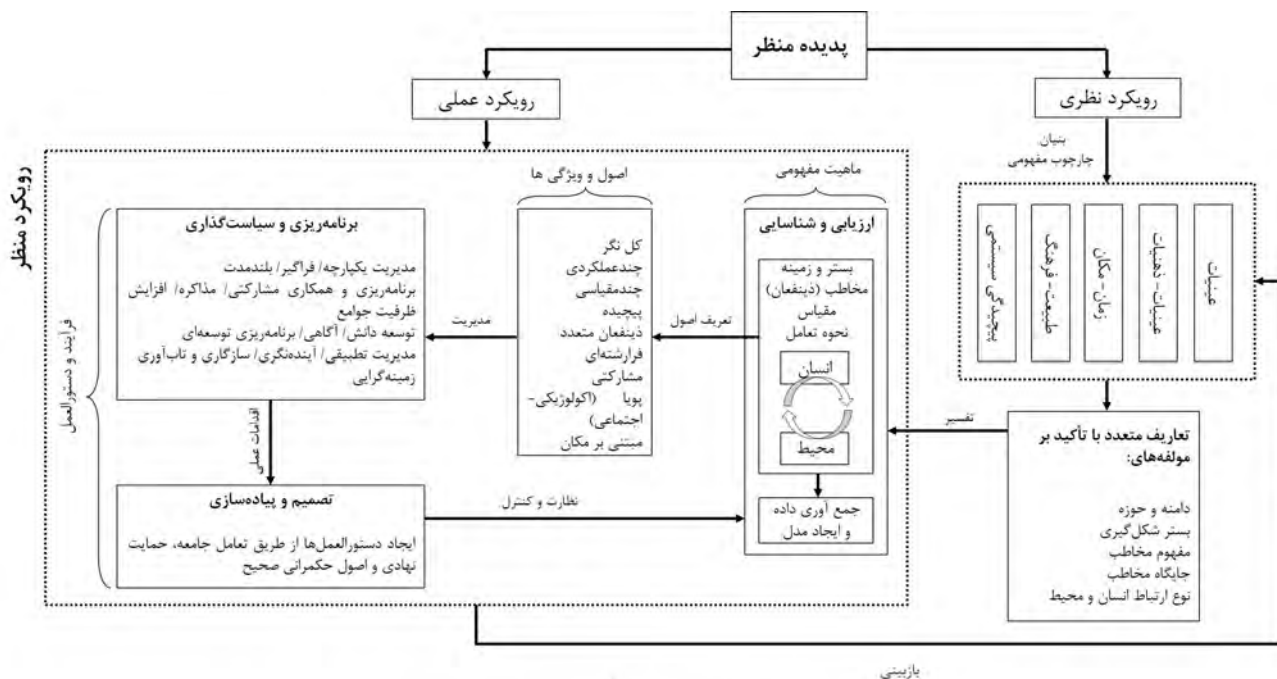 پدیده منظر
رویکرد نظری
رویکرد عملی
بنیان
چارچوب مفهومی
عینیات
عینیات- ذهنیات
زمان- مکان
طبیعت- فرهنگ
پیچیدگی سیستمی
تعاریف متعدد با تأکید بر
مولفه‌های:
دامنه و حوزه
بستر شکل‌گیری
مفهوم مخاطب
جایگاه مخاطب
نوع ارتباط انسان و محیط
تفسیر
ماهیت مفهومی
ارزیابی و شناسایی
بستر و زمینه
مخاطب (ذینفعان)
مقیاس
نحوه تعامل
انسان
محیط
جمع آوری داده
و ایجاد مدل
تعریف اصول
اصول و ویژگی ها
کل نگر
چندعملکردی
چندمقیاسی
پیچیده
ذینفعان متعدد
فرارشته‌ای
مشارکتی
پویا (اکولوژیکی-
اجتماعی)
مبتنی بر مکان
مدیریت
برنامه‌ریزی و سیاست‌گذاری
مدیریت یکپارچه/ فراگیر/ بلندمدت
برنامه‌ریزی و همکاری مشارکتی/ مذاکره/ افزایش
ظرفیت جوامع
توسعه دانش/ آگاهی/ برنامه‌ریزی توسعه‌ای
مدیریت تطبیقی/ آینده‌نگری/ سازگاری و تاب‌آوری
زمینه‌گرایی
اقدامات عملی
تصمیم و پیاده‌سازی
ایجاد دستورالعمل‌ها از طریق تعامل جامعه، حمایت
نهادی و اصول حکمرانی صحیح
نظارت و کنترل
فرآیند و دستورالعمل
رویکرد منظر
بازبینی